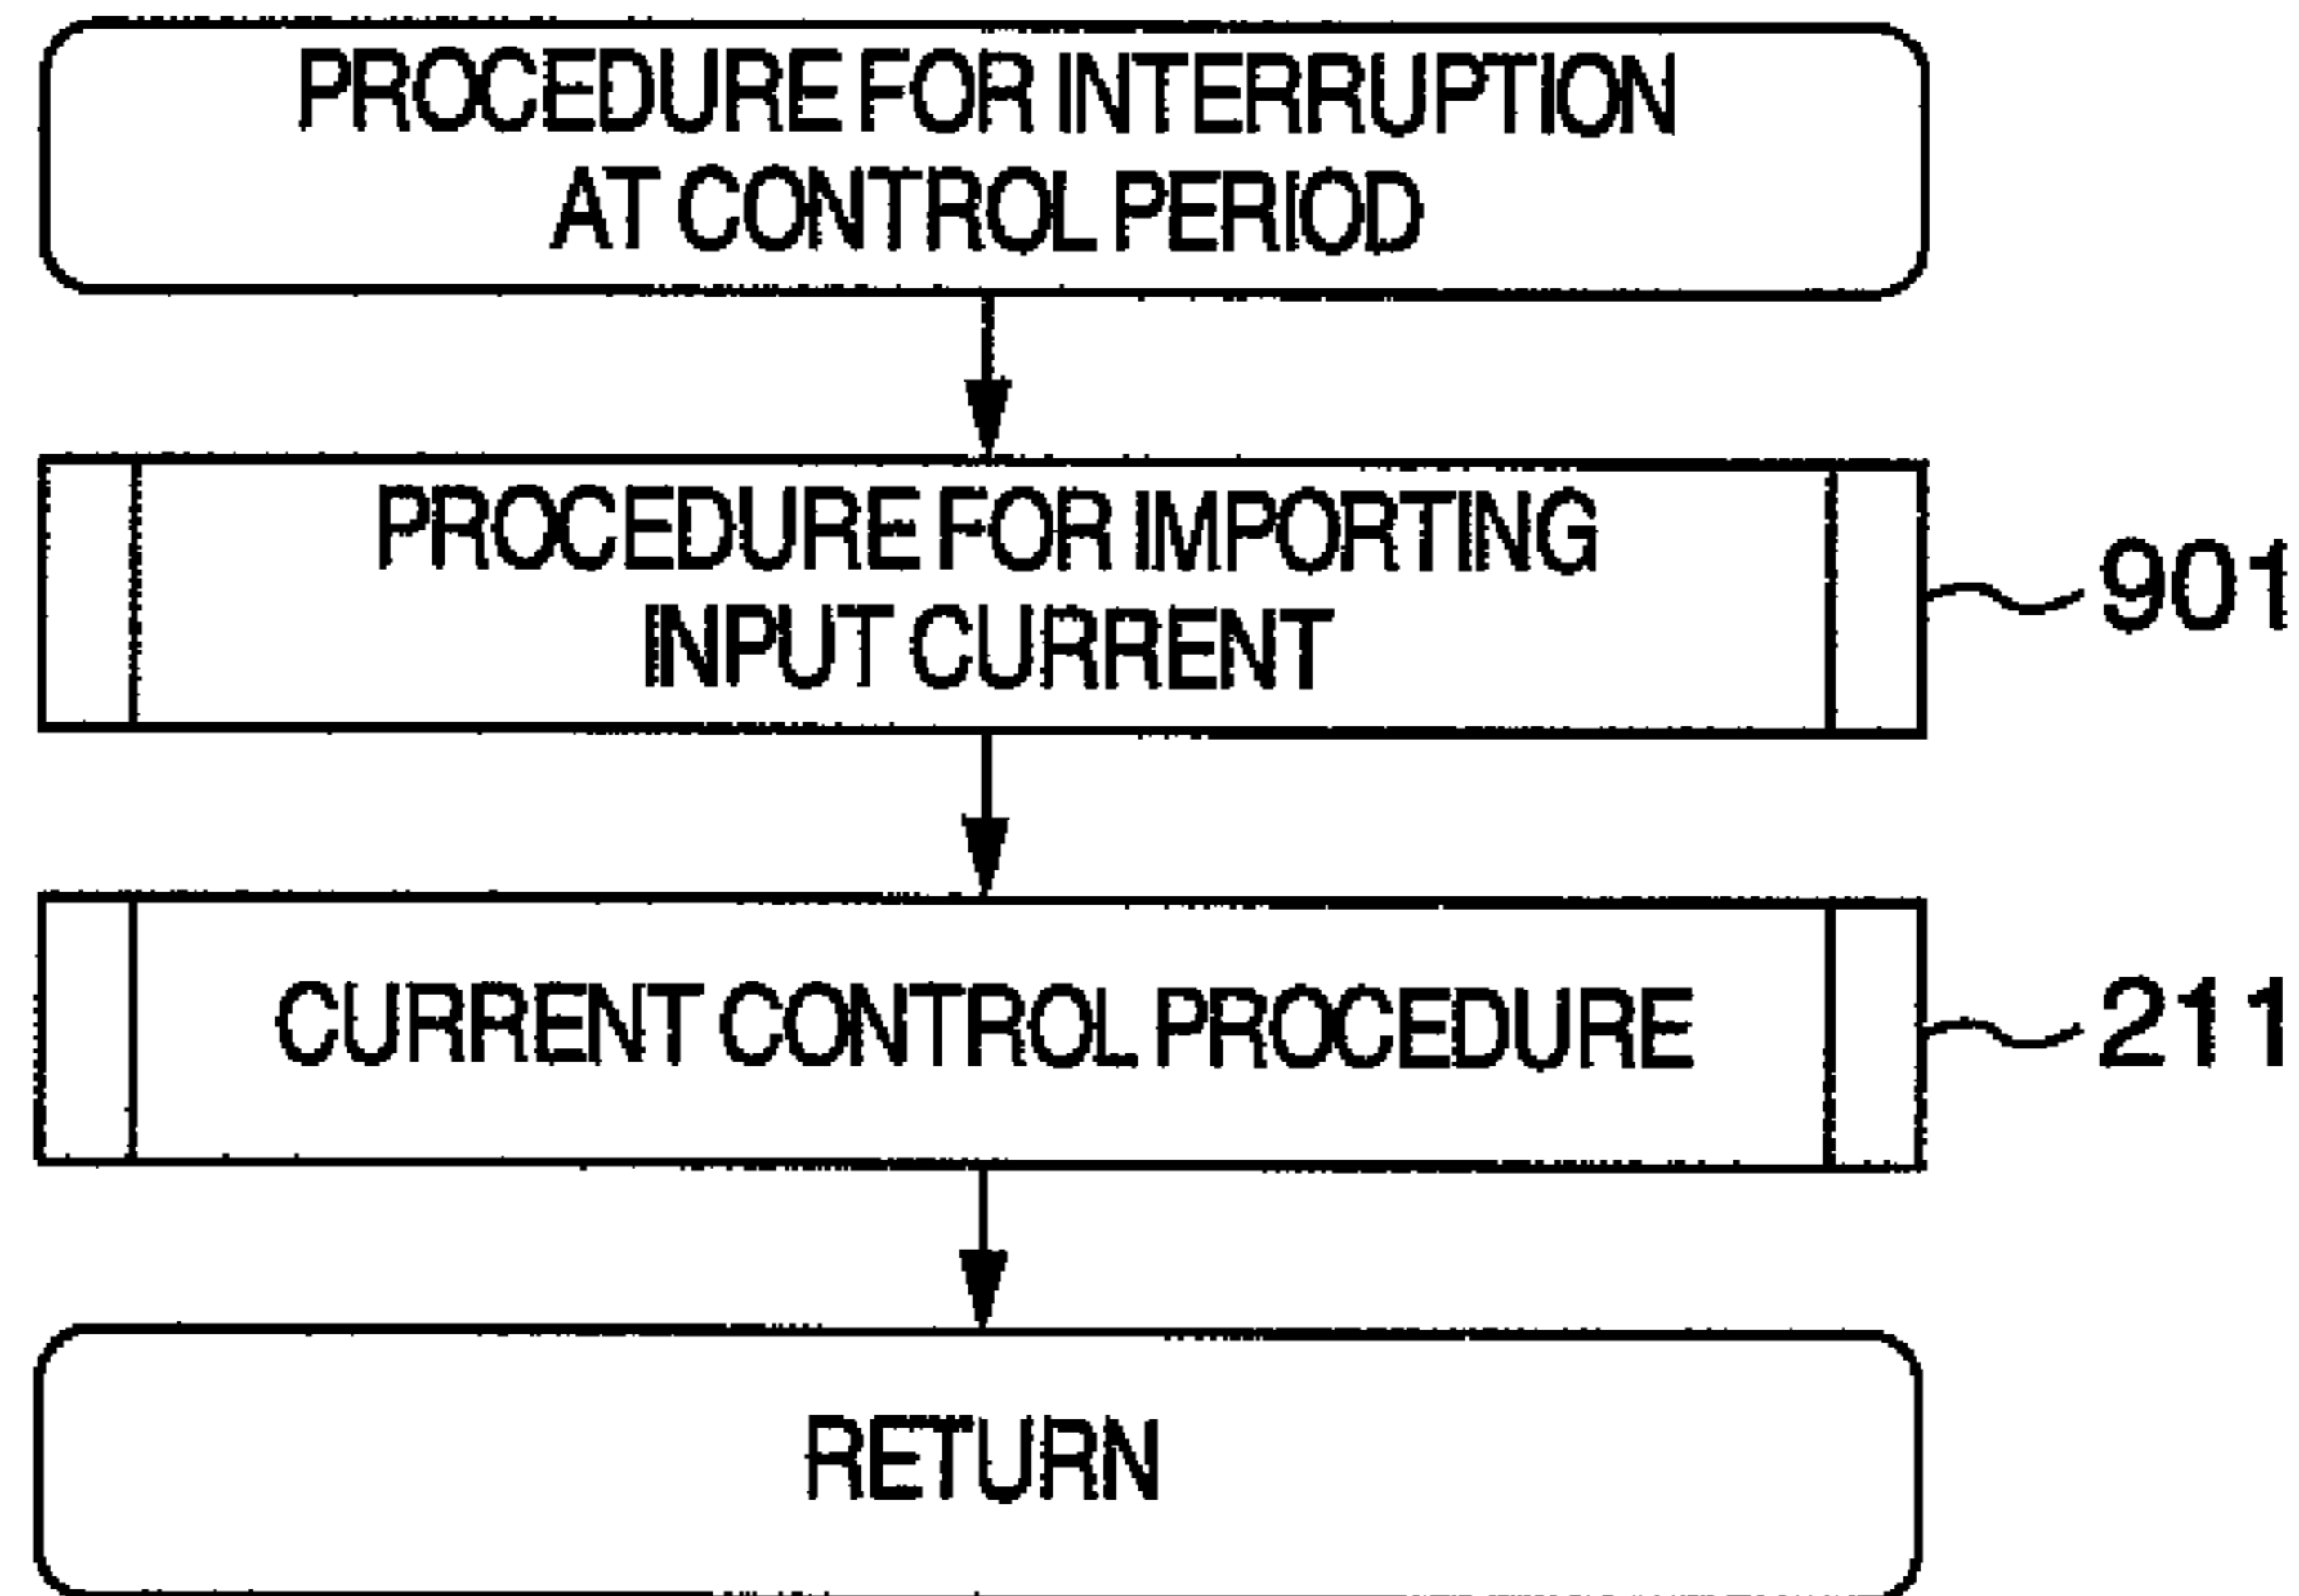 PROCEDURE FOR INTERRUPTION
AT CONTROL PERIOD
PROCEDURE FOR IMPORTING
INPUT CURRENT
901
CURRENT CONTROL PROCEDURE
211
RETURN